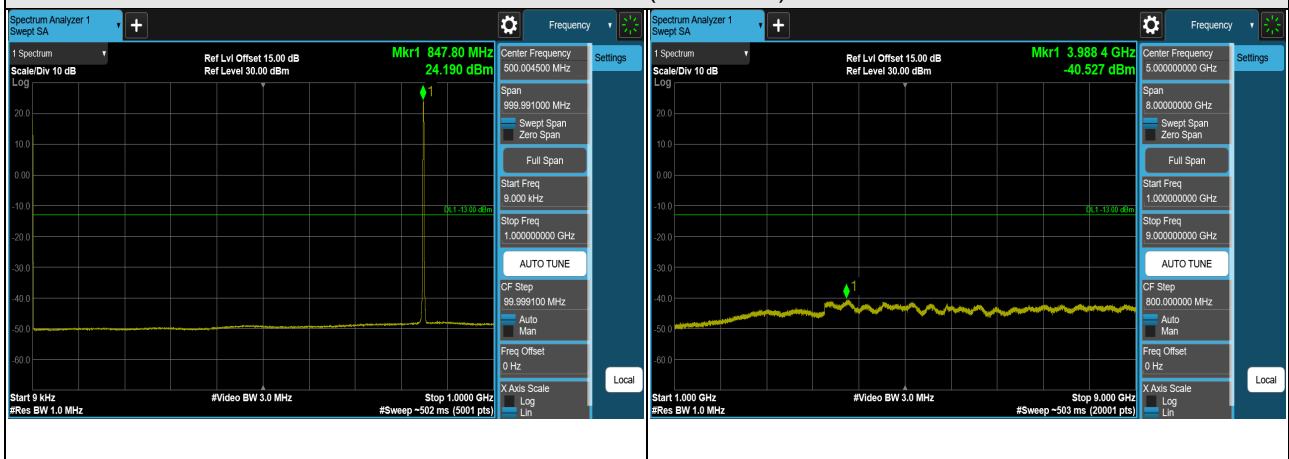 Spectrum Analyzer 1
Swept SA
+
Frequency
1 Spectrum
Scale/Div 10 dB
Log
Ref Lvl Offset 15.00 dB
Ref Level 30.00 dBm
Mkr1 847.80 MHz
24.190 dBm
1
20.0
10.0
0.00
-10.0
-20.0
-30.0
-40.0
-50.0
-60.0
DL1 -13.00 dBm
Start 9 kHz
#Res BW 1.0 MHz
#Video BW 3.0 MHz
Stop 1.0000 GHz
#Sweep ~502 ms (5001 pts)
Center Frequency
500.004500 MHz
Span
999.991000 MHz
Swept Span
Zero Span
Full Span
Start Freq
9.000 kHz
Stop Freq
1.000000000 GHz
AUTO TUNE
CF Step
99.999100 MHz
Auto
Man
Freq Offset
0 Hz
X Axis Scale
Log
Lin
Settings
Local
Spectrum Analyzer 1
Swept SA
+
Frequency
1 Spectrum
Scale/Div 10 dB
Log
Ref Lvl Offset 15.00 dB
Ref Level 30.00 dBm
Mkr1 3.988 4 GHz
-40.527 dBm
1
20.0
10.0
0.00
-10.0
-20.0
-30.0
-40.0
-50.0
-60.0
DL1 -13.00 dBm
Start 1.000 GHz
#Res BW 1.0 MHz
#Video BW 3.0 MHz
Stop 9.000 GHz
#Sweep ~503 ms (20001 pts)
Center Frequency
5.000000000 GHz
Span
8.00000000 GHz
Swept Span
Zero Span
Full Span
Start Freq
1.000000000 GHz
Stop Freq
9.000000000 GHz
AUTO TUNE
CF Step
800.000000 MHz
Auto
Man
Freq Offset
0 Hz
X Axis Scale
Log
Lin
Settings
Local